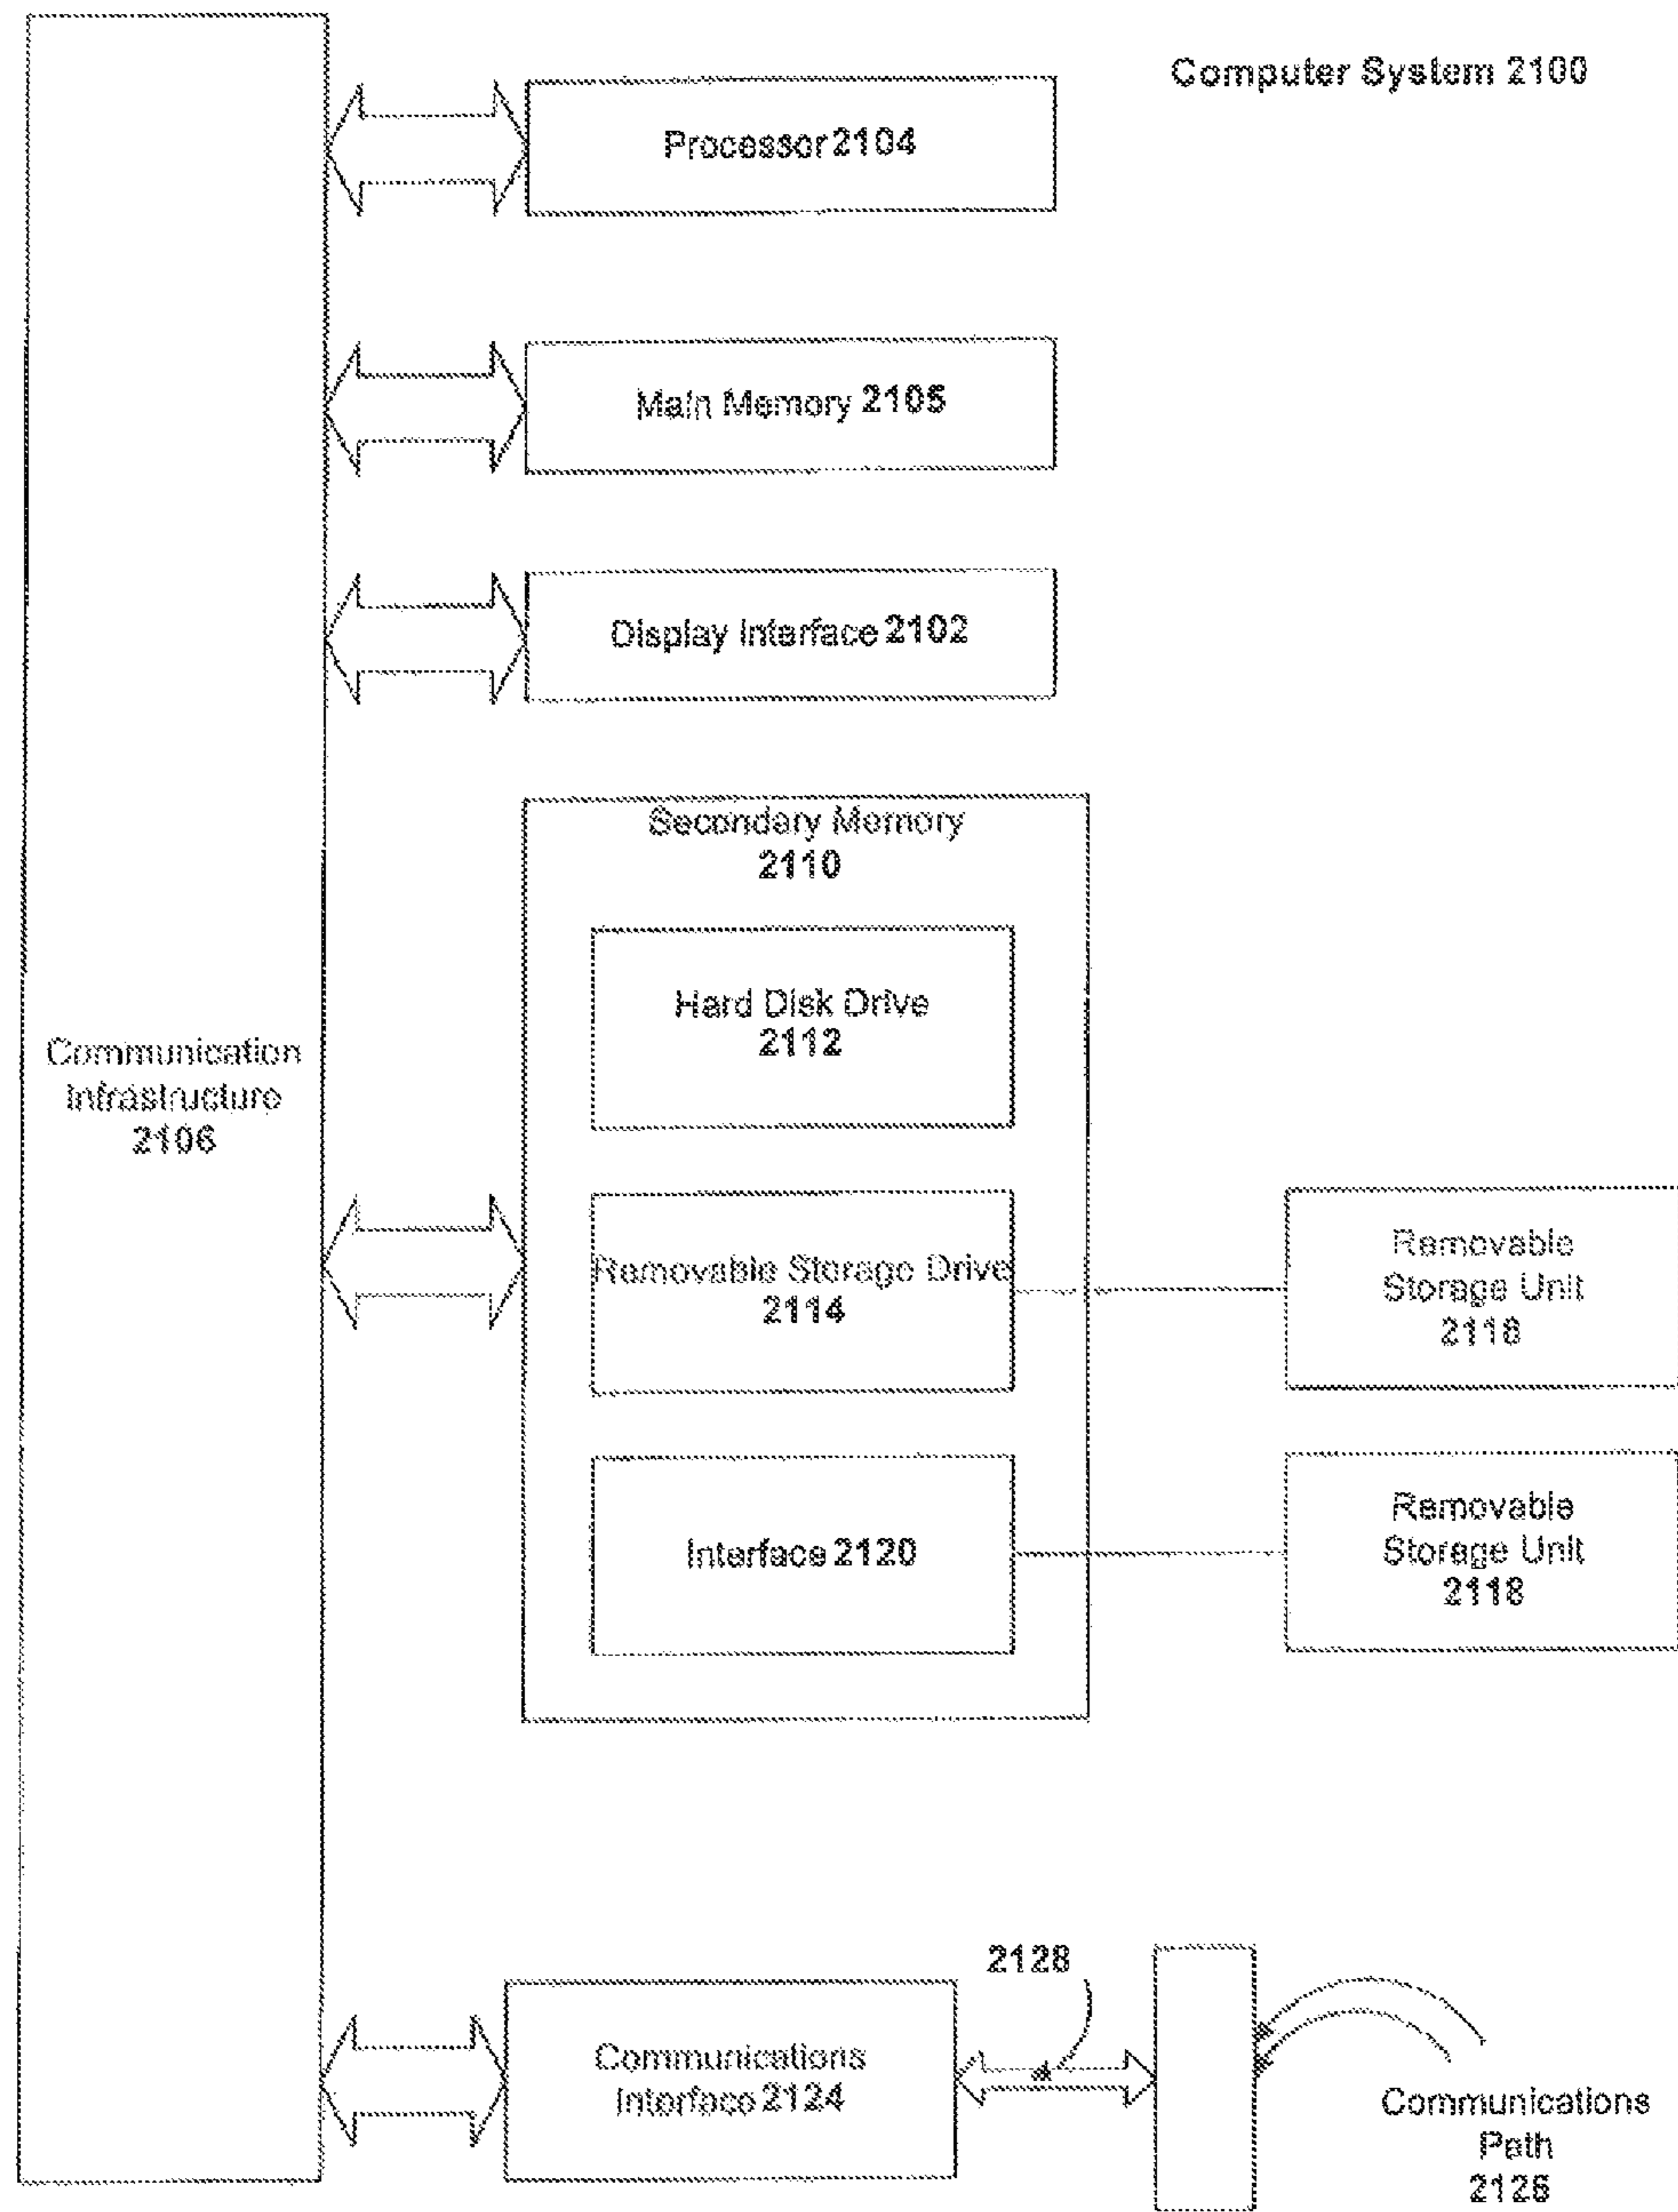 Computer System 2100
Processor 2104
Main Memory 2105
Display Interface 2102
Secondary Memory
2110
Hard Disk Drive
2112
Communication
Infrastructure
2106
Removable Storage Drive
2114
Removable
Storage Unit
2116
Interface 2120
Removable
Storage Unit
2118
2128
Communications
Interface 2124
Communications
Path
2126